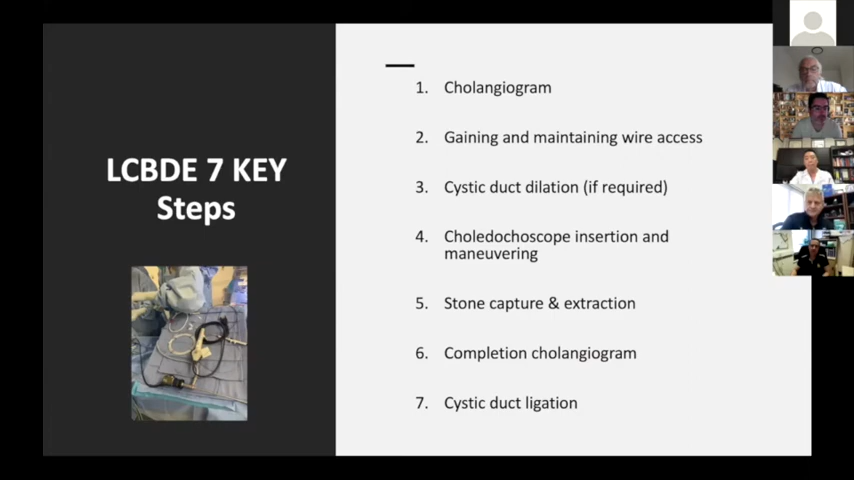 LCBDE 7 KEY
Steps
1. Cholangiogram
2. Gaining and maintaining wire access
3. Cystic duct dilation (if required)
4. Choledochoscope insertion and
maneuvering
5. Stone capture & extraction
6. Completion cholangiogram
7. Cystic duct ligation